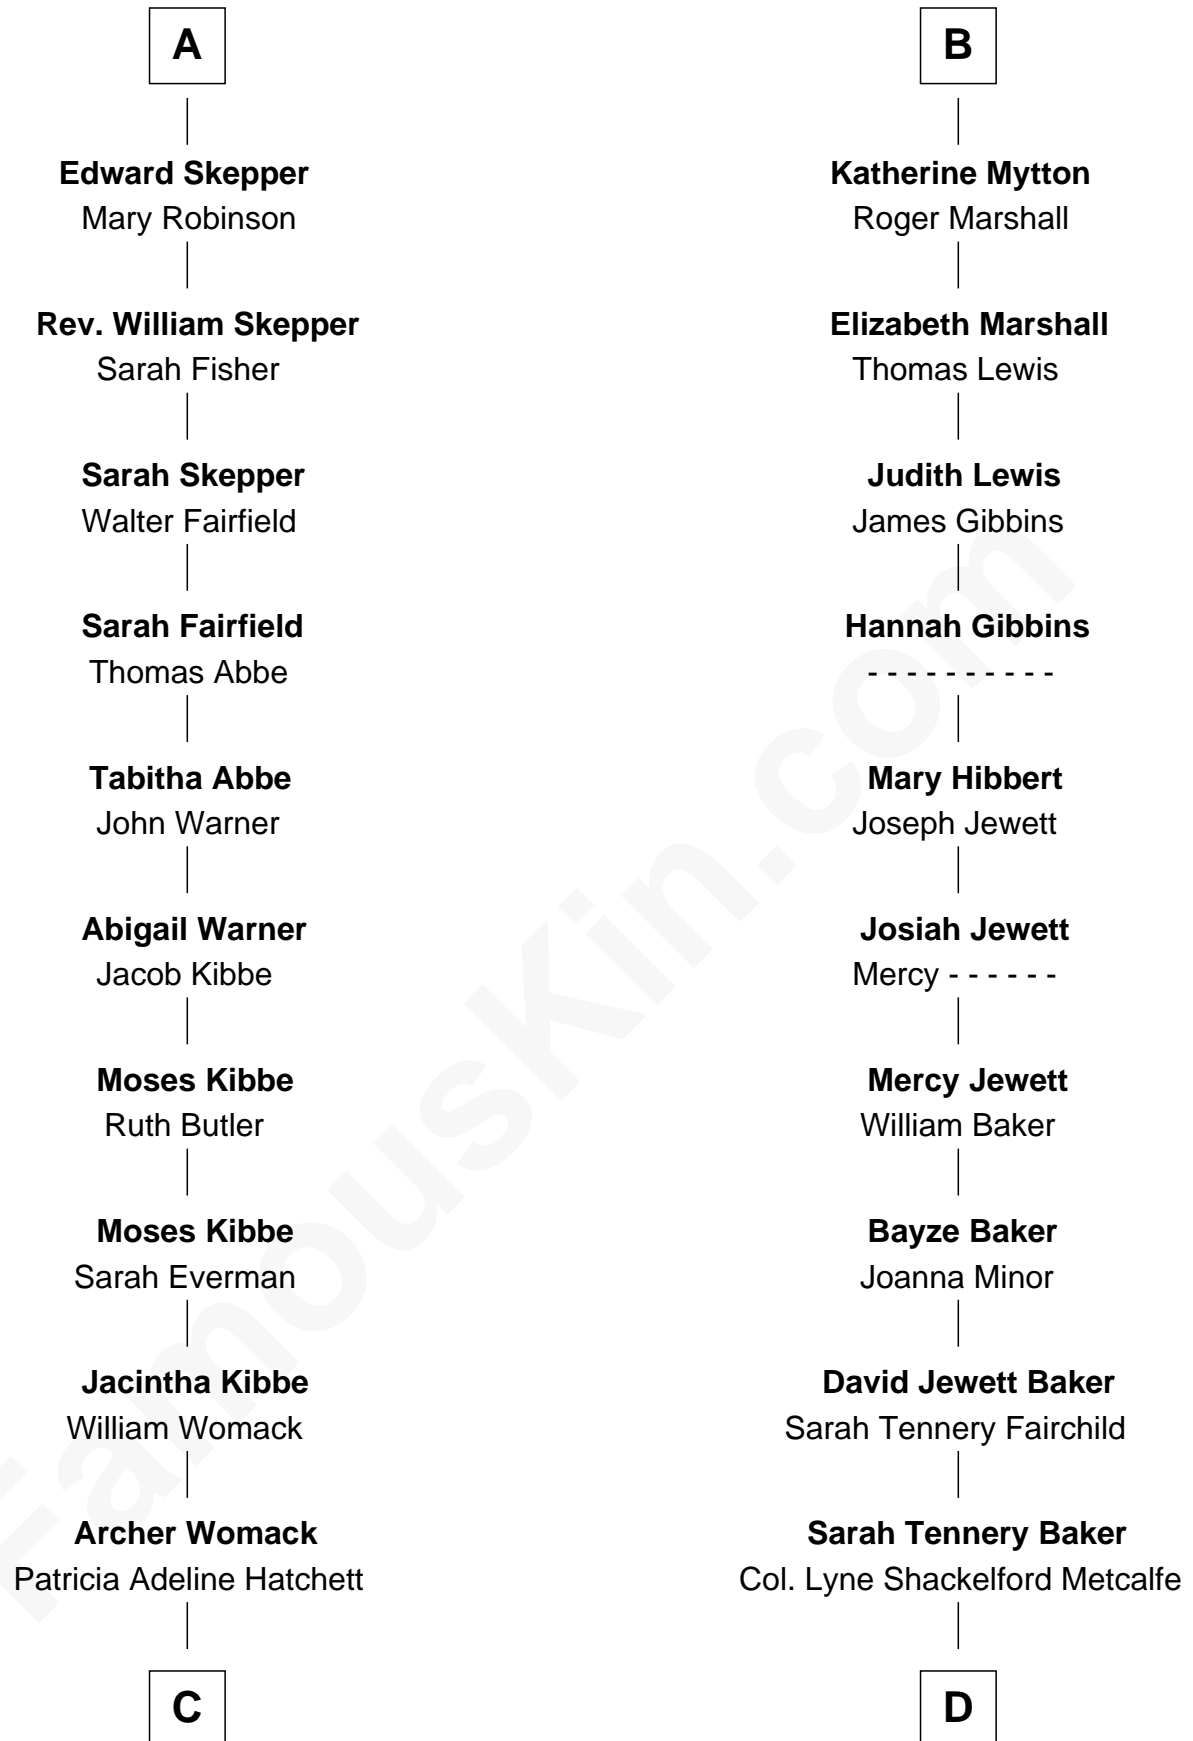 A
Edward Skepper
Mary Robinson
Rev. William Skepper
Sarah Fisher
Sarah Skepper
Walter Fairfield
Sarah Fairfield
Thomas Abbe
Tabitha Abbe
John Warner
Abigail Warner
Jacob Kibbe
Moses Kibbe
Ruth Butler
Moses Kibbe
Sarah Everman
Jacintha Kibbe
William Womack
Archer Womack
Patricia Adeline Hatchett
C
B
Katherine Mytton
Roger Marshall
Elizabeth Marshall
Thomas Lewis
Judith Lewis
James Gibbins
Hannah Gibbins
- - - - - - - - - -
Mary Hibbert
Joseph Jewett
Josiah Jewett
Mercy - - - - - -
Mercy Jewett
William Baker
Bayze Baker
Joanna Minor
David Jewett Baker
Sarah Tennery Fairchild
Sarah Tennery Baker
Col. Lyne Shackelford Metcalfe
D
FamousKin.com